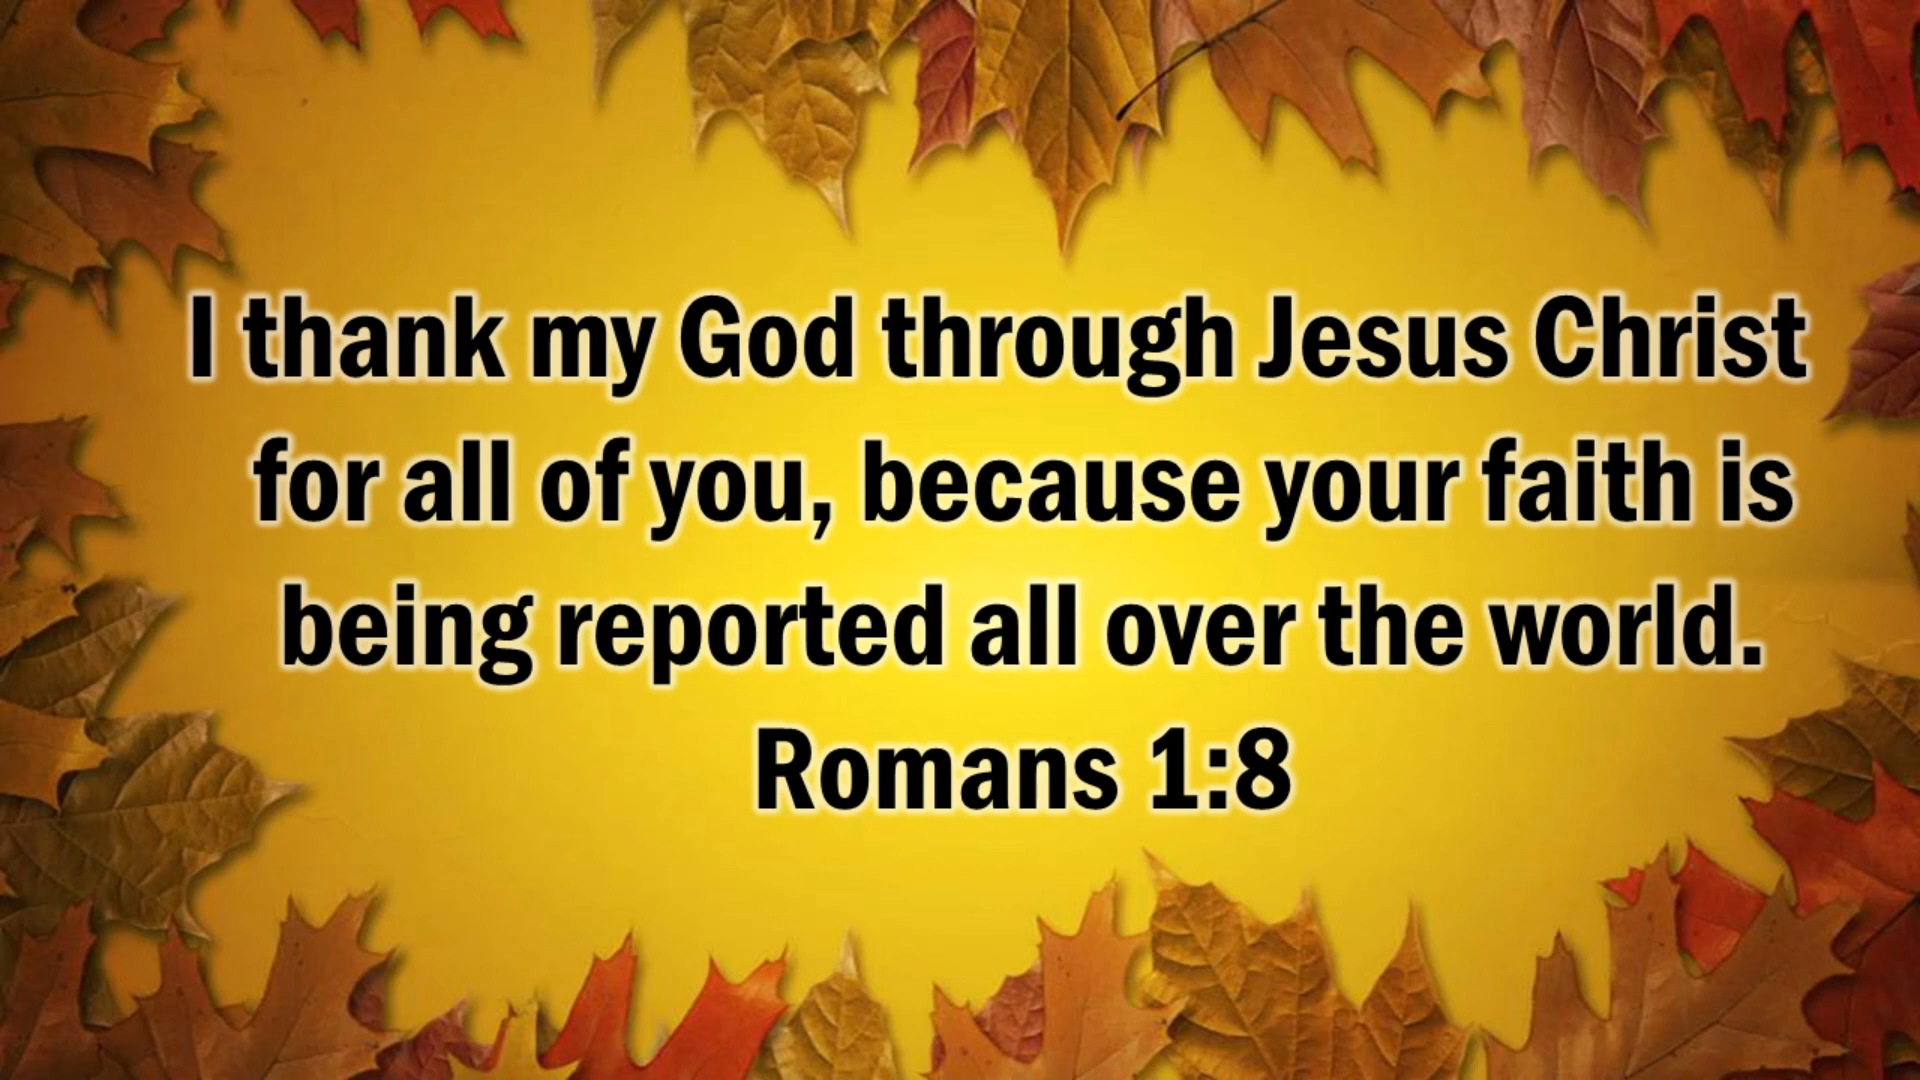 I thank my God through Jesus Christ
for all of you, because your faith is
being reported all over the world.
Romans 1:8